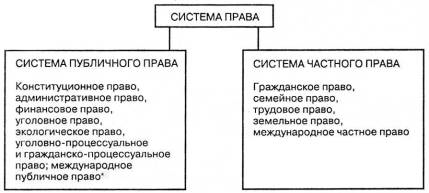 СИСТЕМА ПРАВА
СИСТЕМА ПУБЛИЧНОГО ПРАВА
Конституционное право,
административное право,
финансовое право,
уголовное право,
экологическое право,
уголовно-процессуальное
и гражданско-процессуальное
право; международное
публичное право*
СИСТЕМА ЧАСТНОГО ПРАВА
Гражданское право,
семейное право,
трудовое право,
земельное право,
международное частное право